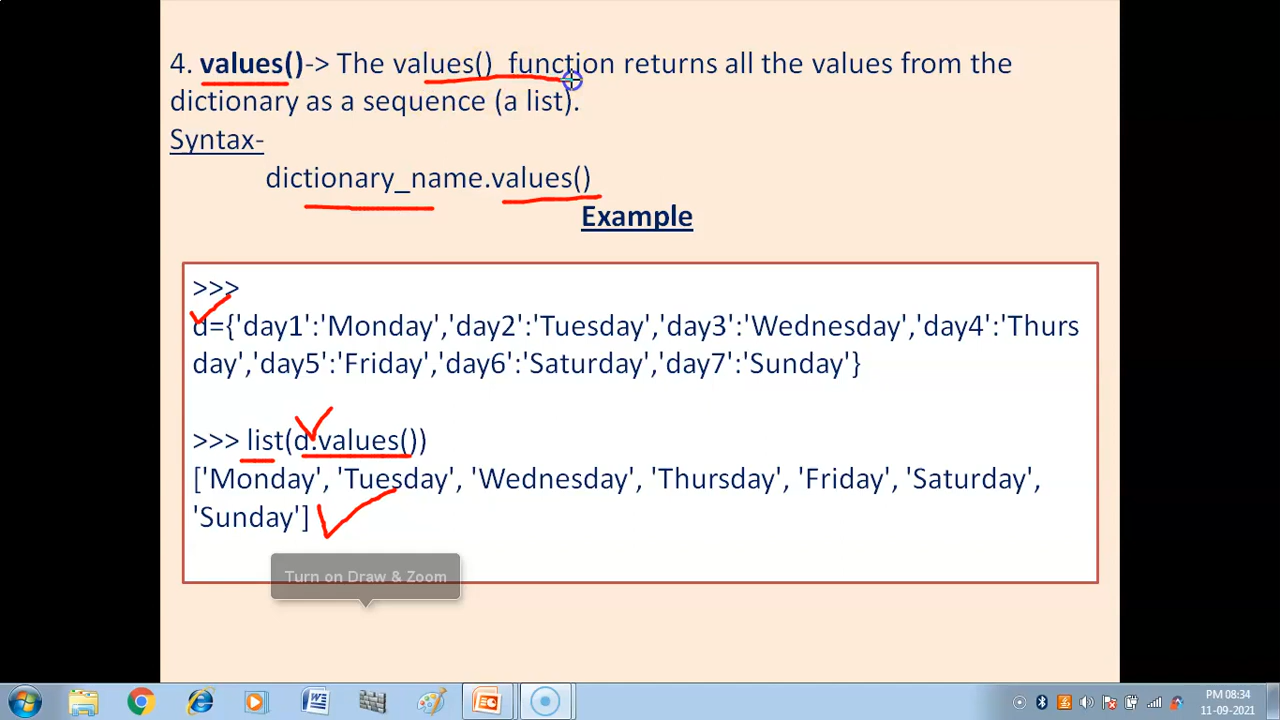 4. values()-> The values() function returns all the values from the
dictionary as a sequence (a list).
Syntax-
dictionary_name.values()
Example
>>>
d={'day1':'Monday','day2':'Tuesday','day3':'Wednesday','day4':'Thurs
day','day5':'Friday','day6':'Saturday','day7':'Sunday'}
>>> list(d.values())
['Monday', 'Tuesday', 'Wednesday', 'Thursday', 'Friday', 'Saturday',
'Sunday']
Turn on Draw & Zoom
PM 08:34
11-09-2021